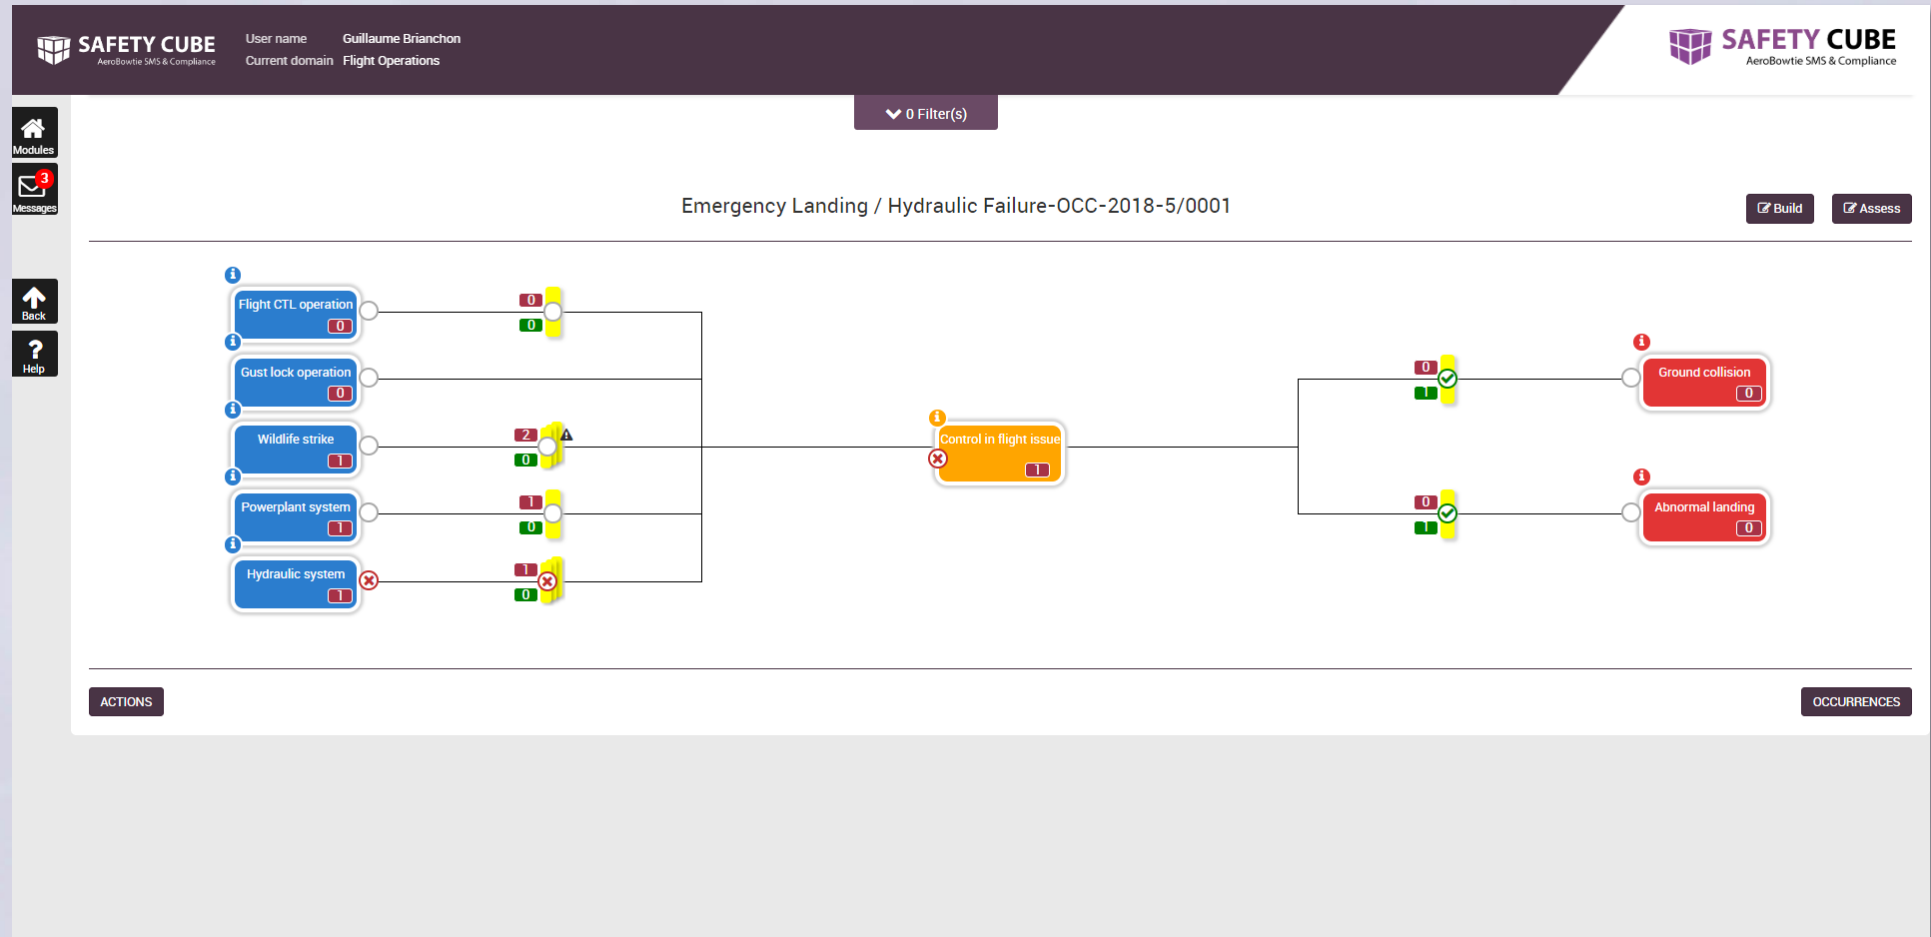 SAFETY CUBE
AeroBowtie SMS & Compliance
User name Guillaume Brianchon
Current domain Flight Operations
SAFETY CUBE
AeroBowtie SMS & Compliance
0 Filter(s)
Modules
3
Messages
Back
? Help
Emergency Landing / Hydraulic Failure-OCC-2018-5/0001
Build
Assess
Flight CTL operation
0
0
0
Gust lock operation
0
Wildlife strike
1
2
0
Powerplant system
1
1
0
Hydraulic system
1
1
0
Control in flight issue
1
0
1
Ground collision
0
0
1
Abnormal landing
0
ACTIONS
OCCURRENCES